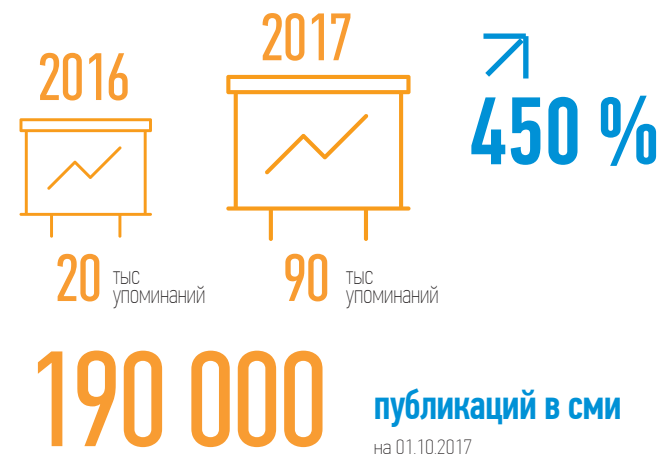 2016
2017
450 %
20 тыс
упоминаний
90 тыс
упоминаний
190 000
публикаций в сми
на 01.10.2017